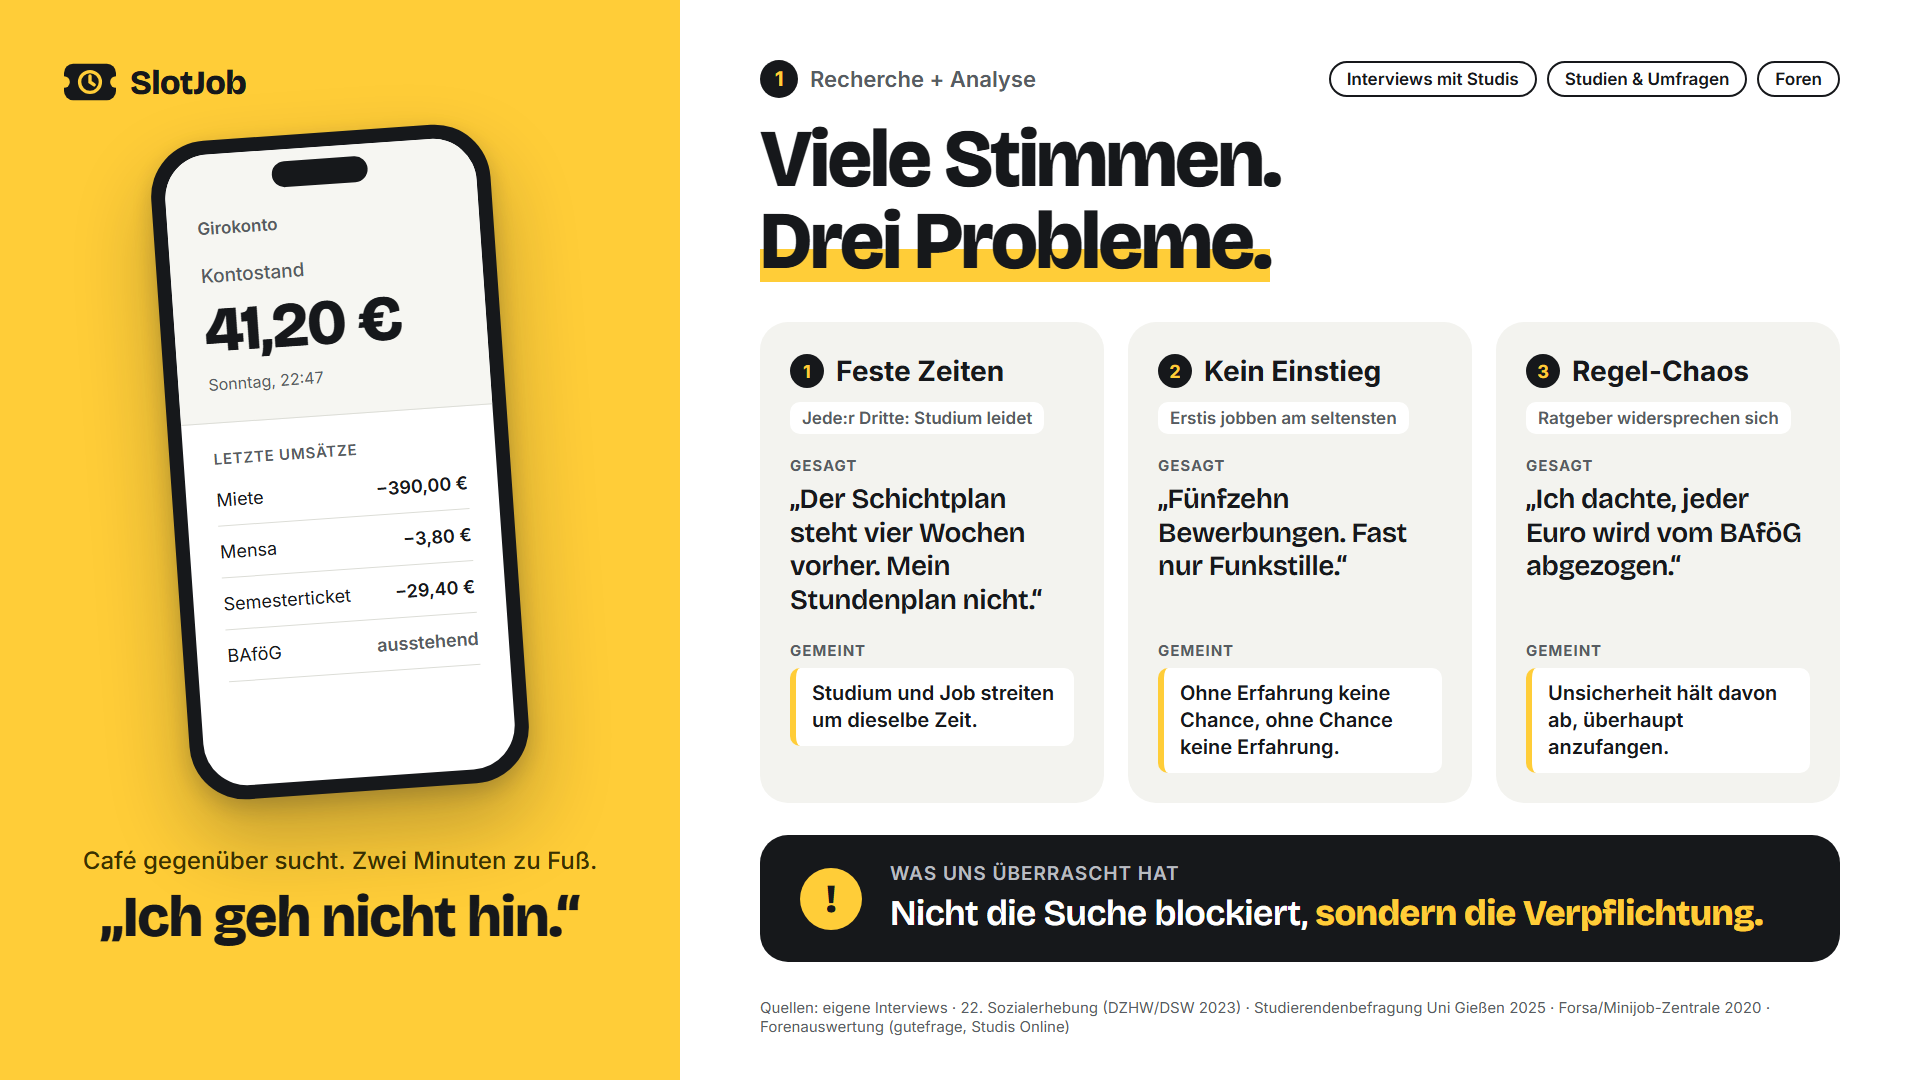 SlotJob
Girokonto
Kontostand
41,20 €
Sonntag, 22:47
LETZTE UMSÄTZE
Miete −390,00 €
Mensa −3,80 €
Semesterticket −29,40 €
BAföG ausstehend
Café gegenüber sucht. Zwei Minuten zu Fuß.
„Ich geh nicht hin.“
1 Recherche + Analyse
Interviews mit Studis
Studien & Umfragen
Foren
Viele Stimmen.
Drei Probleme.
1 Feste Zeiten
Jede:r Dritte: Studium leidet
GESAGT
„Der Schichtplan
steht vier Wochen
vorher. Mein
Stundenplan nicht.“
GEMEINT
Studium und Job streiten
um dieselbe Zeit.
2 Kein Einstieg
Erstis jobben am seltensten
GESAGT
„Fünfzehn
Bewerbungen. Fast
nur Funkstille.“
GEMEINT
Ohne Erfahrung keine
Chance, ohne Chance
keine Erfahrung.
3 Regel-Chaos
Ratgeber widersprechen sich
GESAGT
„Ich dachte, jeder
Euro wird vom BAföG
abgezogen.“
GEMEINT
Unsicherheit hält davon
ab, überhaupt
anzufangen.
!
WAS UNS ÜBERRASCHT HAT
Nicht die Suche blockiert, sondern die Verpflichtung.
Quellen: eigene Interviews · 22. Sozialerhebung (DZHW/DSW 2023) · Studierendenbefragung Uni Gießen 2025 · Forsa/Minijob-Zentrale 2020 ·
Forenauswertung (gutefrage, Studis Online)